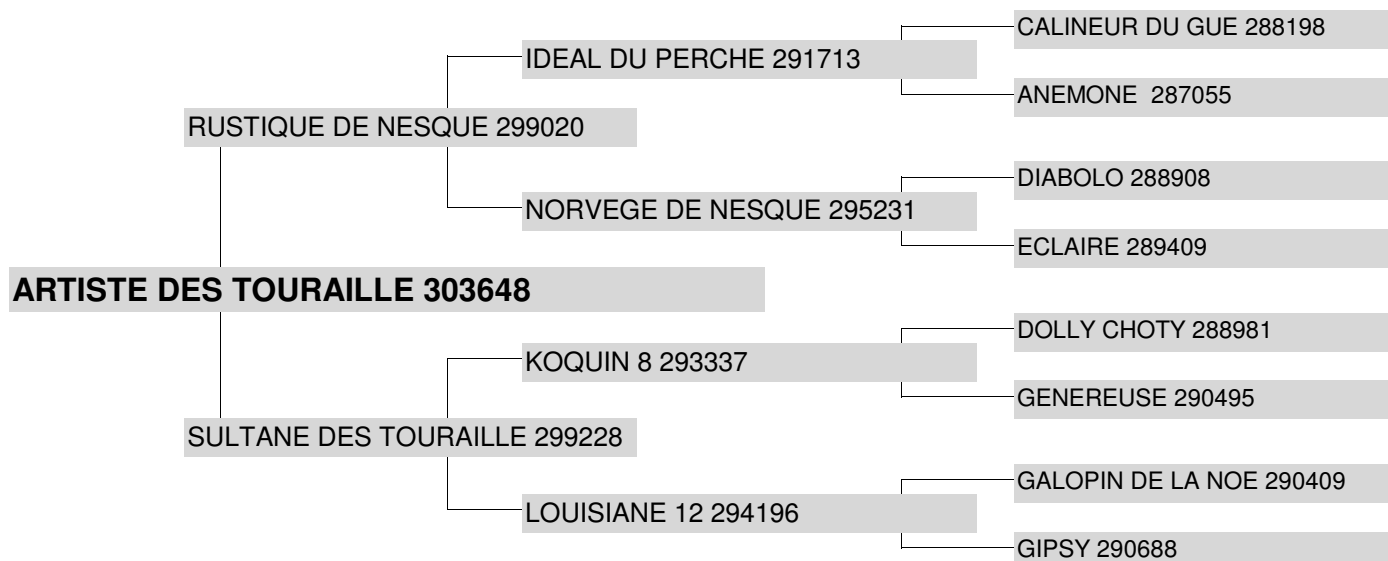 CALINEUR DU GUE 288198
IDEAL DU PERCHE 291713
ANEMONE 287055
RUSTIQUE DE NESQUE 299020
DIABOLO 288908
NORVEGE DE NESQUE 295231
ECLAIRE 289409
ARTISTE DES TOURAILLE 303648
DOLLY CHOTY 288981
KOQUIN 8 293337
GENEREUSE 290495
SULTANE DES TOURAILLE 299228
GALOPIN DE LA NOE 290409
LOUISIANE 12 294196
GIPSY 290688